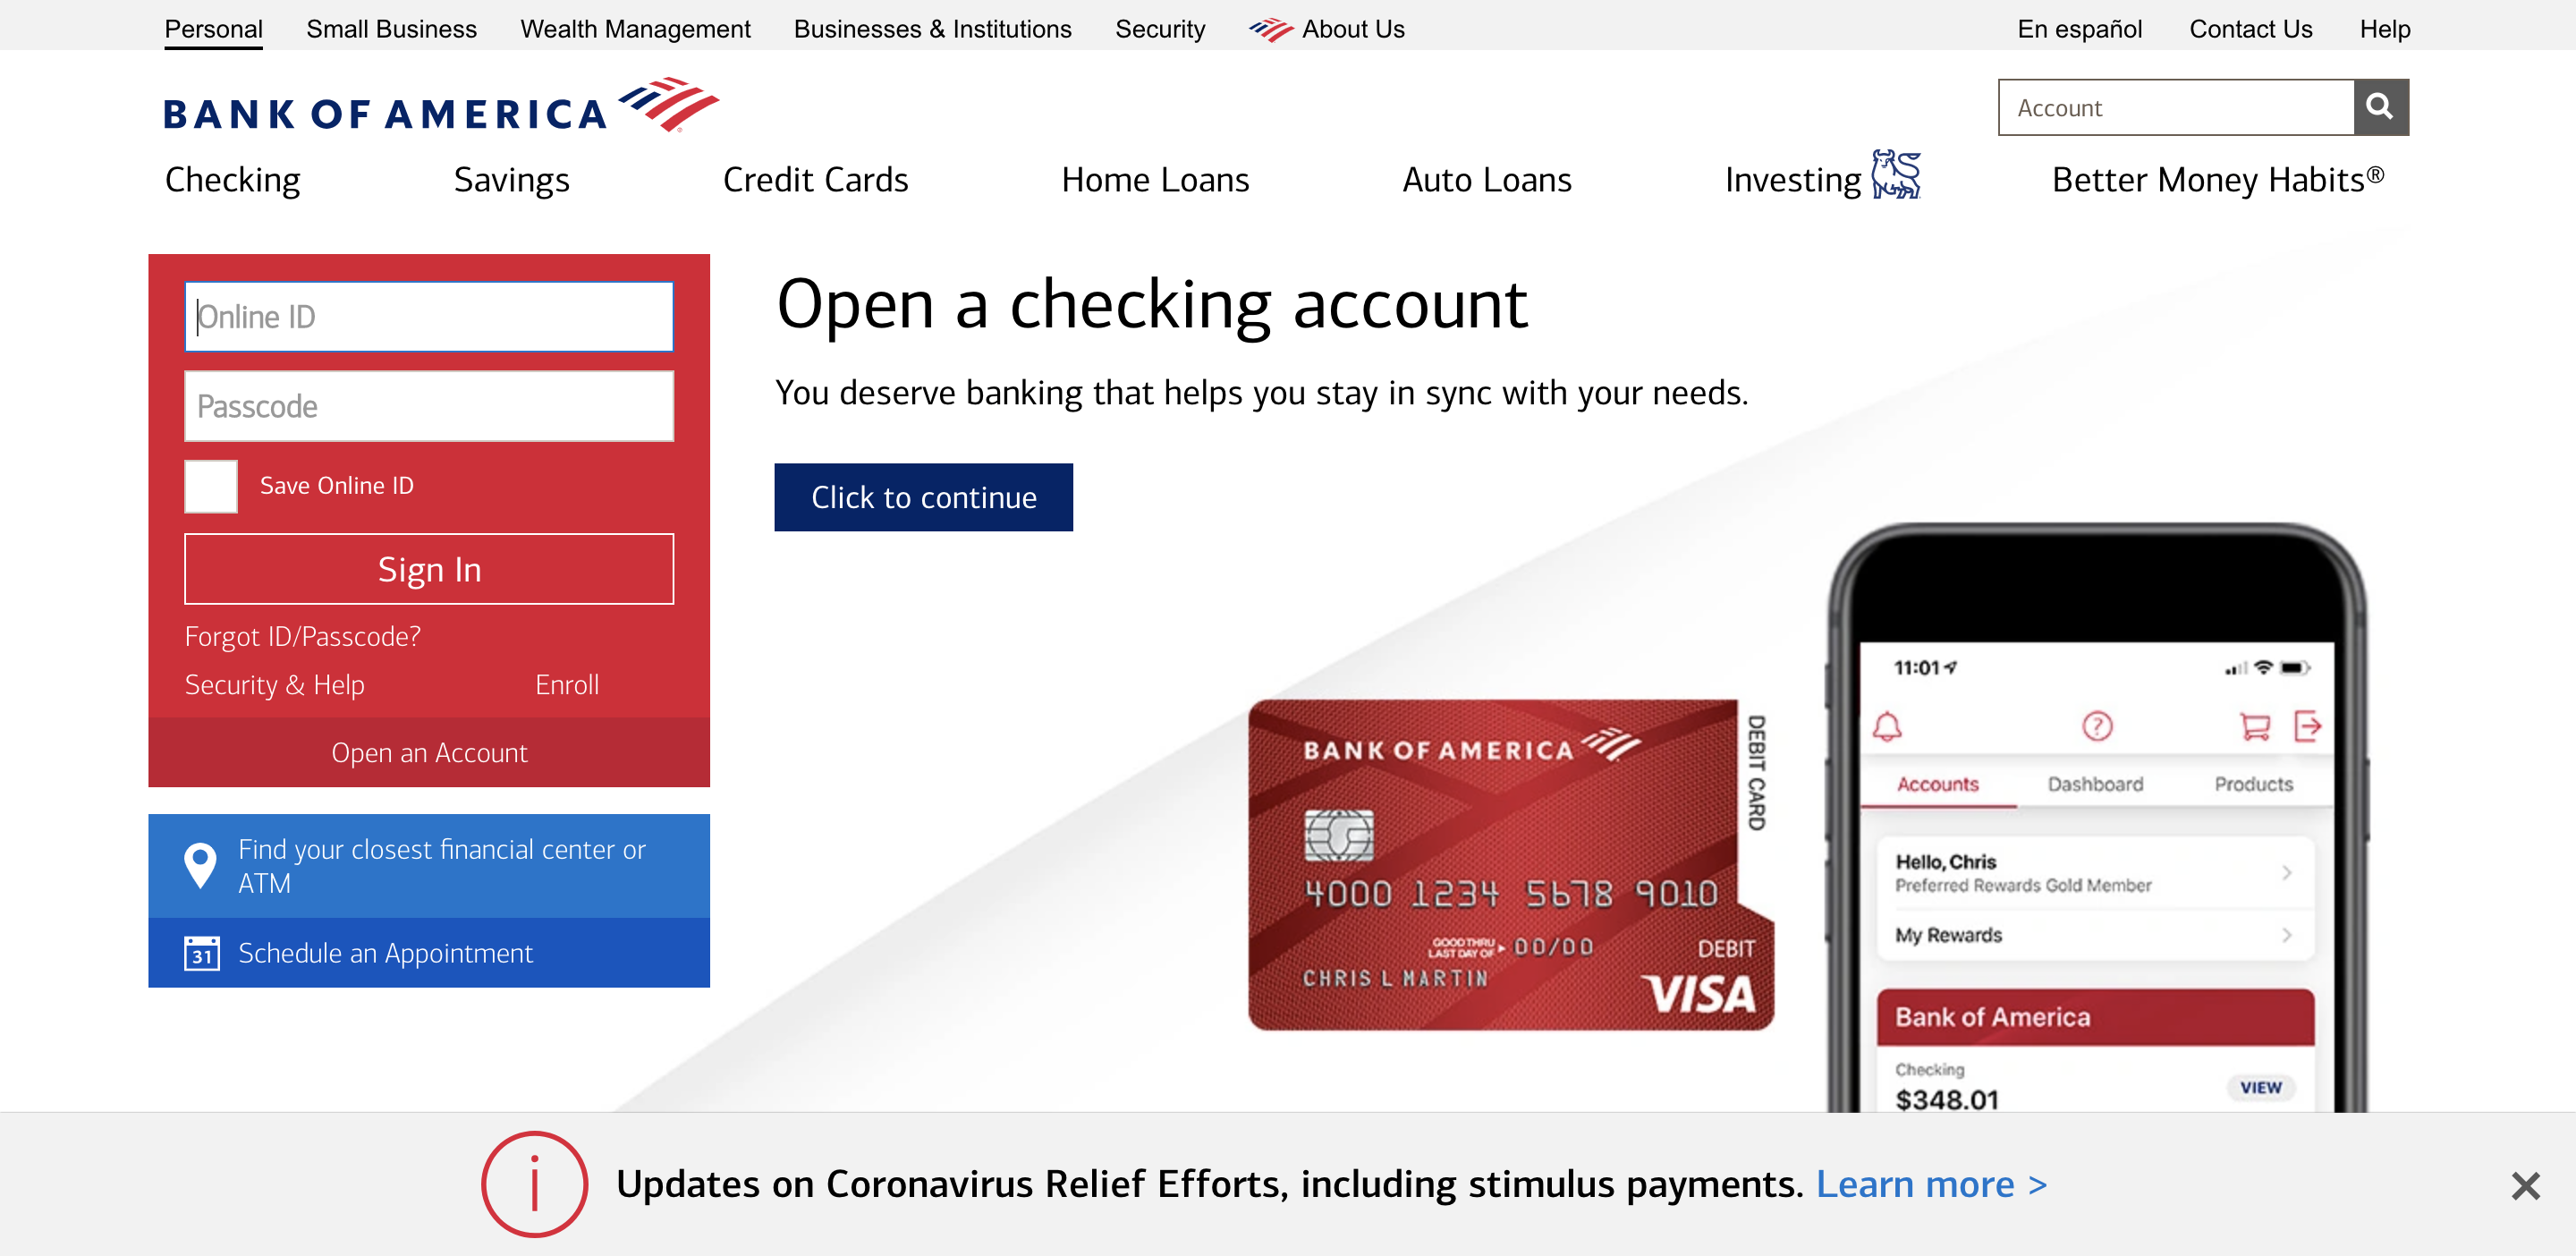 Personal Small Business Wealth Management Businesses & Institutions Security About Us En español Contact Us Help
BANK OF AMERICA
Account
Checking Savings Credit Cards Home Loans Auto Loans Investing Better Money Habits®
Online ID
Passcode
Save Online ID
Sign In
Forgot ID/Passcode?
Security & Help Enroll
Open an Account
Find your closest financial center or
ATM
31 Schedule an Appointment
Open a checking account
You deserve banking that helps you stay in sync with your needs.
Click to continue
BANK OF AMERICA
DEBIT CARD
4000 1234 5678 9010
GOOD THRU
LAST DAY OF 00/00
DEBIT
CHRIS L MARTIN
VISA
11:01
Accounts Dashboard Products
Hello, Chris
Preferred Rewards Gold Member
My Rewards
Bank of America
Checking
$348.01
VIEW
Updates on Coronavirus Relief Efforts, including stimulus payments. Learn more >